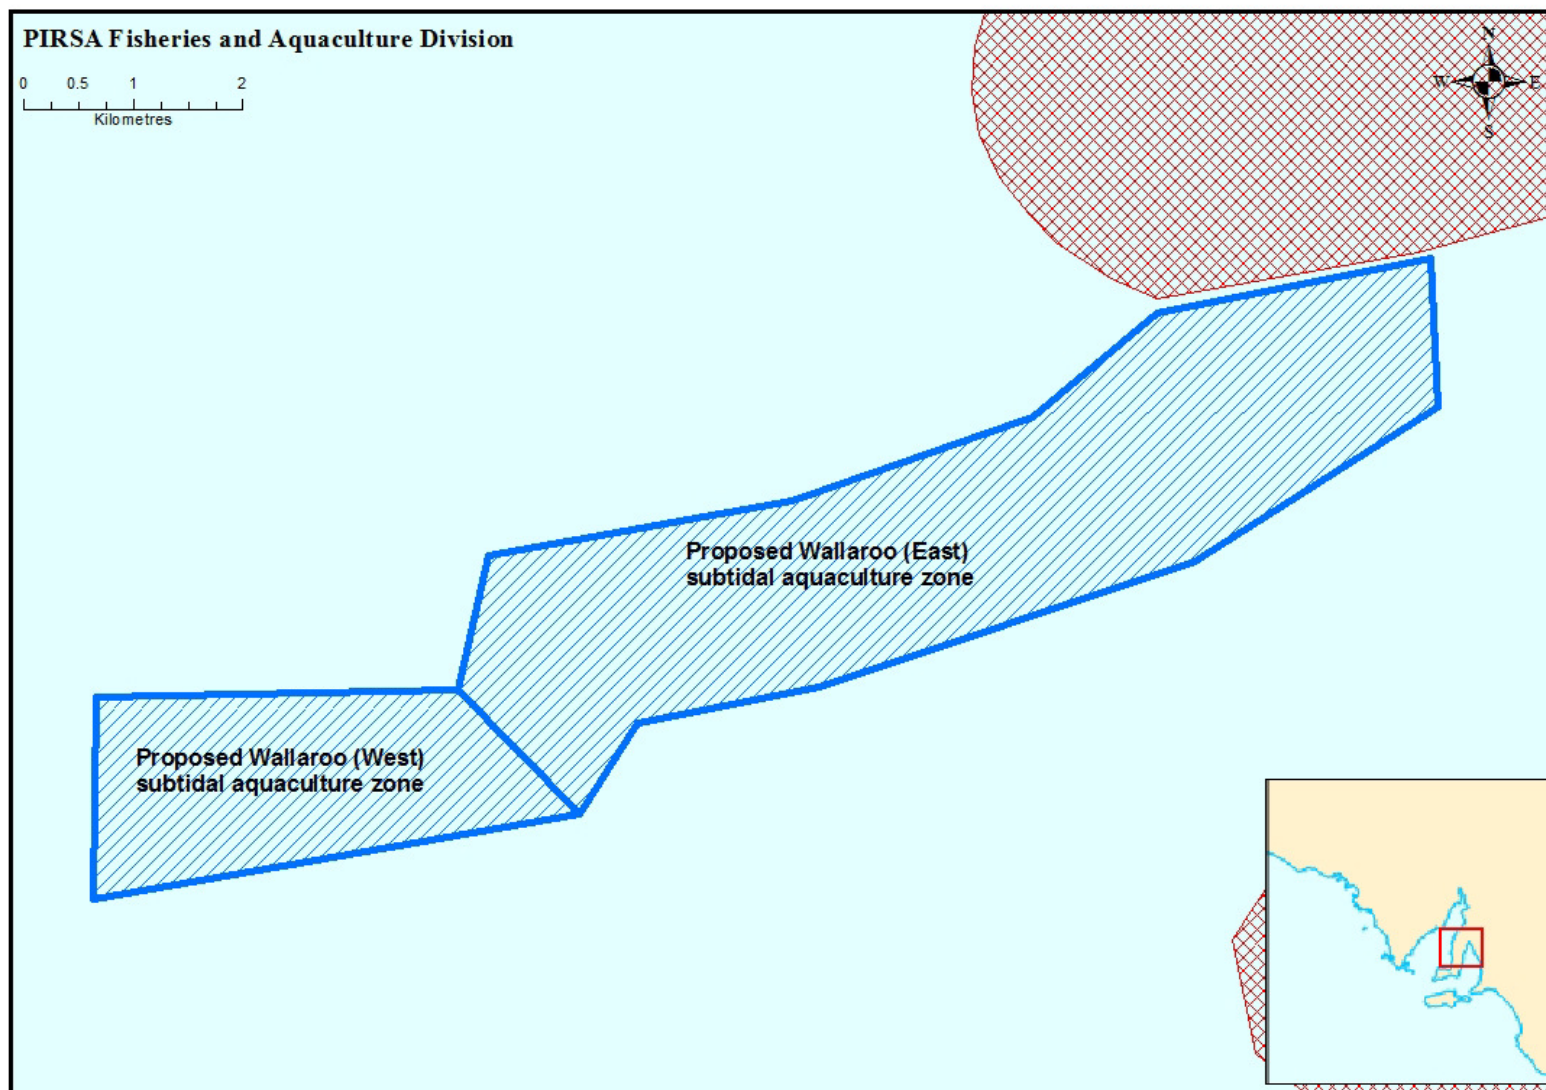 PIRSA Fisheries and Aquaculture Division
0 0.5 1 2
Kilometres
N
W E
S
Proposed Wallaroo (East)
subtidal aquaculture zone
Proposed Wallaroo (West)
subtidal aquaculture zone